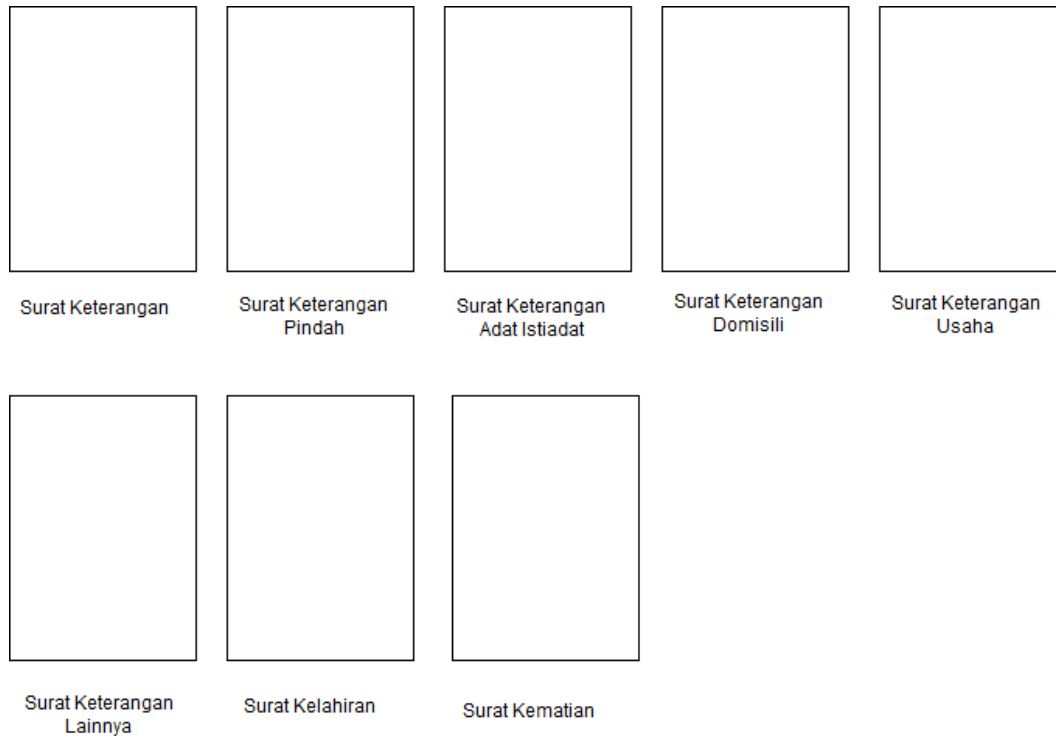 Surat Keterangan
Surat Keterangan
Pindah
Surat Keterangan
Adat Istiadat
Surat Keterangan
Domisili
Surat Keterangan
Usaha
Surat Keterangan
Lainnya
Surat Kelahiran
Surat Kematian